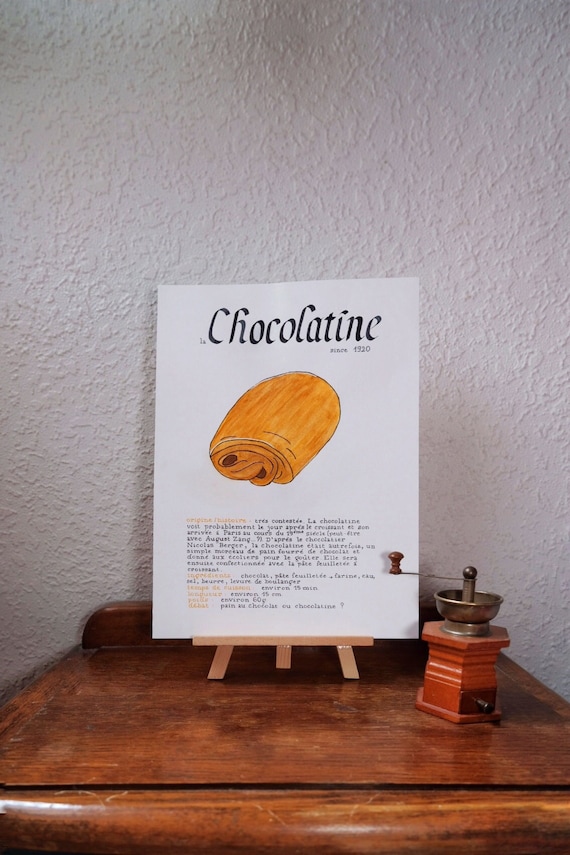 la Chocolatine
since 1920
origine/histoire : très contestée. La chocolatine
voit probablement le jour après le croissant et son
arrivée à Paris au cours du 19ème siècle (peut-être
avec August Zang...?) D'après le chocolatier
Nicolas Berger, la chocolatine était autrefois, un
simple morceau de pain fourré de chocolat et
donné aux écoliers pour le goûter. Elle sera
ensuite confectionnée avec la pâte feuilletée à
croissant.
ingrédients : chocolat, pâte feuilletée → farine, eau,
sel, beurre, levure de boulanger
temps de cuisson : environ 15 min
longueur : environ 15 cm
poids : environ 60g
débat : pain au chocolat ou chocolatine ?